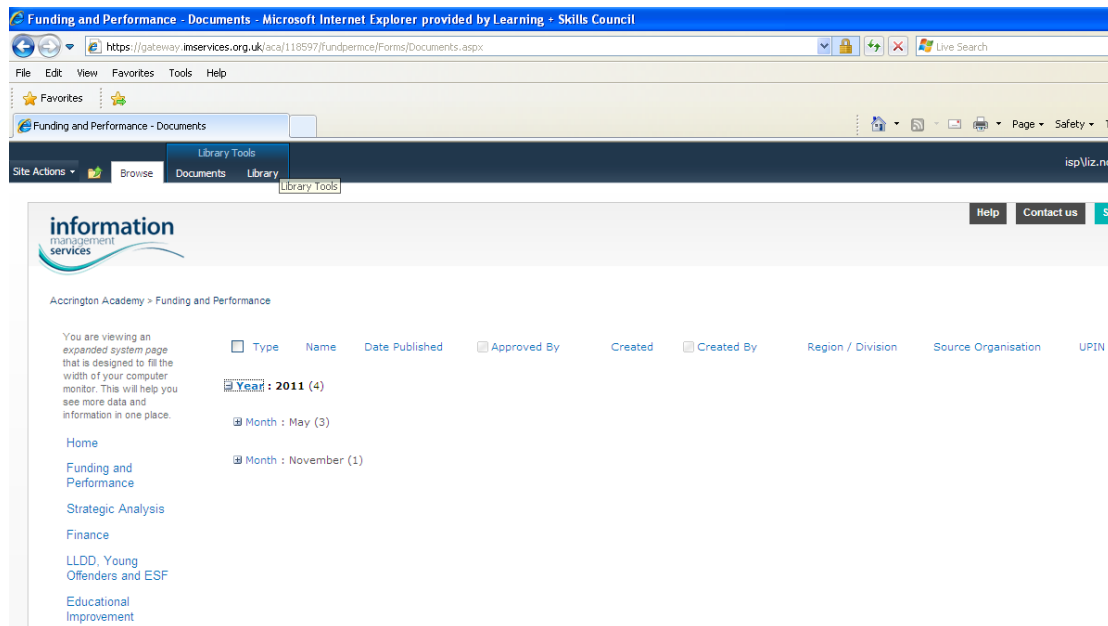 Funding and Performance - Documents - Microsoft Internet Explorer provided by Learning + Skills Council
https://gateway.imservices.org.uk/aca/118597/fundpermce/Forms/Documents.aspx
Live Search
File Edit View Favorites Tools Help
Favorites
Funding and Performance - Documents
Page Safety
Library Tools
Site Actions Browse Documents Library
isp\liz.no
Library Tools
Help Contact us S
information
management
services
Accrington Academy > Funding and Performance
You are viewing an
expanded system page
that is designed to fill the
width of your computer
monitor. This will help you
see more data and
information in one place.
Type Name Date Published Approved By Created Created By Region / Division Source Organisation UPIN
Year : 2011 (4)
Month : May (3)
Month : November (1)
Home
Funding and
Performance
Strategic Analysis
Finance
LLDD, Young
Offenders and ESF
Educational
Improvement